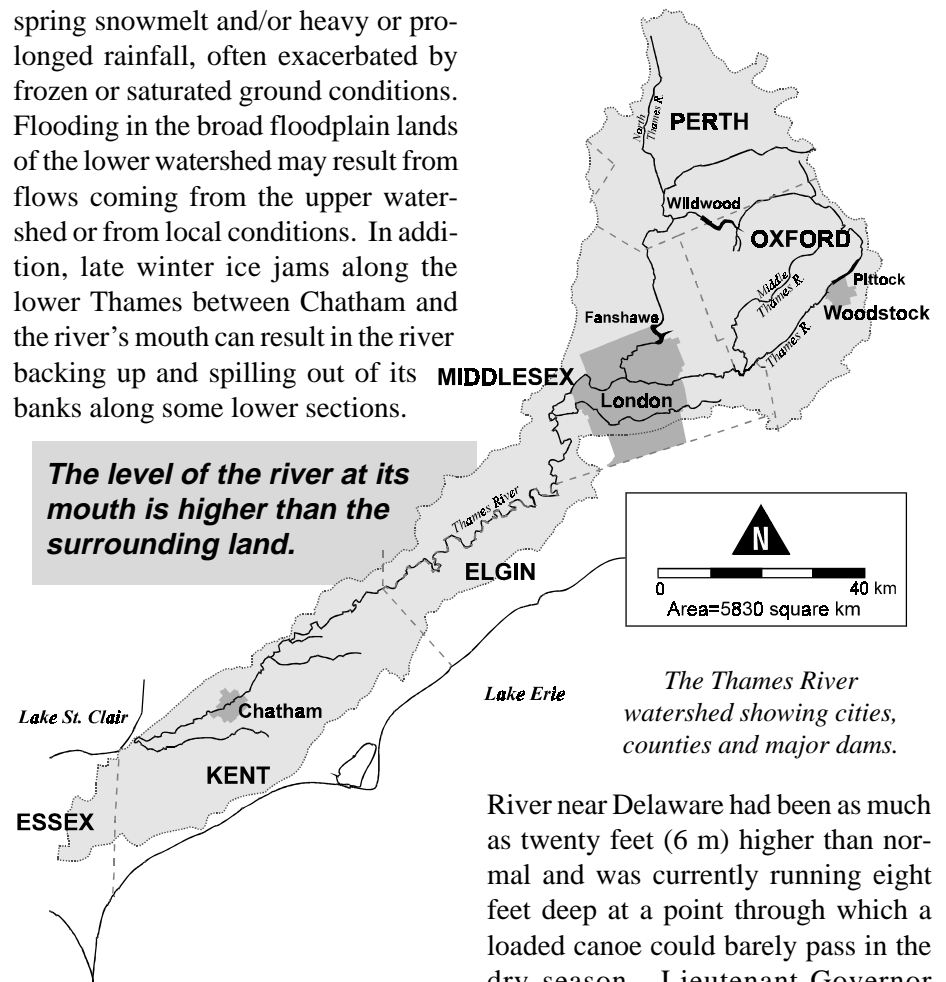 spring snowmelt and/or heavy or pro-
longed rainfall, often exacerbated by
frozen or saturated ground conditions.
Flooding in the broad floodplain lands
of the lower watershed may result from
flows coming from the upper water-
shed or from local conditions. In addi-
tion, late winter ice jams along the
lower Thames between Chatham and
the river's mouth can result in the river
backing up and spilling out of its
banks along some lower sections.
The level of the river at its
mouth is higher than the
surrounding land.
North
Thames R.
PERTH
Wildwood
OXFORD
Middle
Thames R.
Pittock
Woodstock
Fanshawe
Thames R.
MIDDLESEX
London
Thames River
ELGIN
N
0 40 km
Area=5830 square km
Lake St. Clair
Chatham
Lake Erie
KENT
ESSEX
The Thames River
watershed showing cities,
counties and major dams.
River near Delaware had been as much
as twenty feet (6 m) higher than nor-
mal and was currently running eight
feet deep at a point through which a
loaded canoe could barely pass in the
dry season. Lieutenant Governor